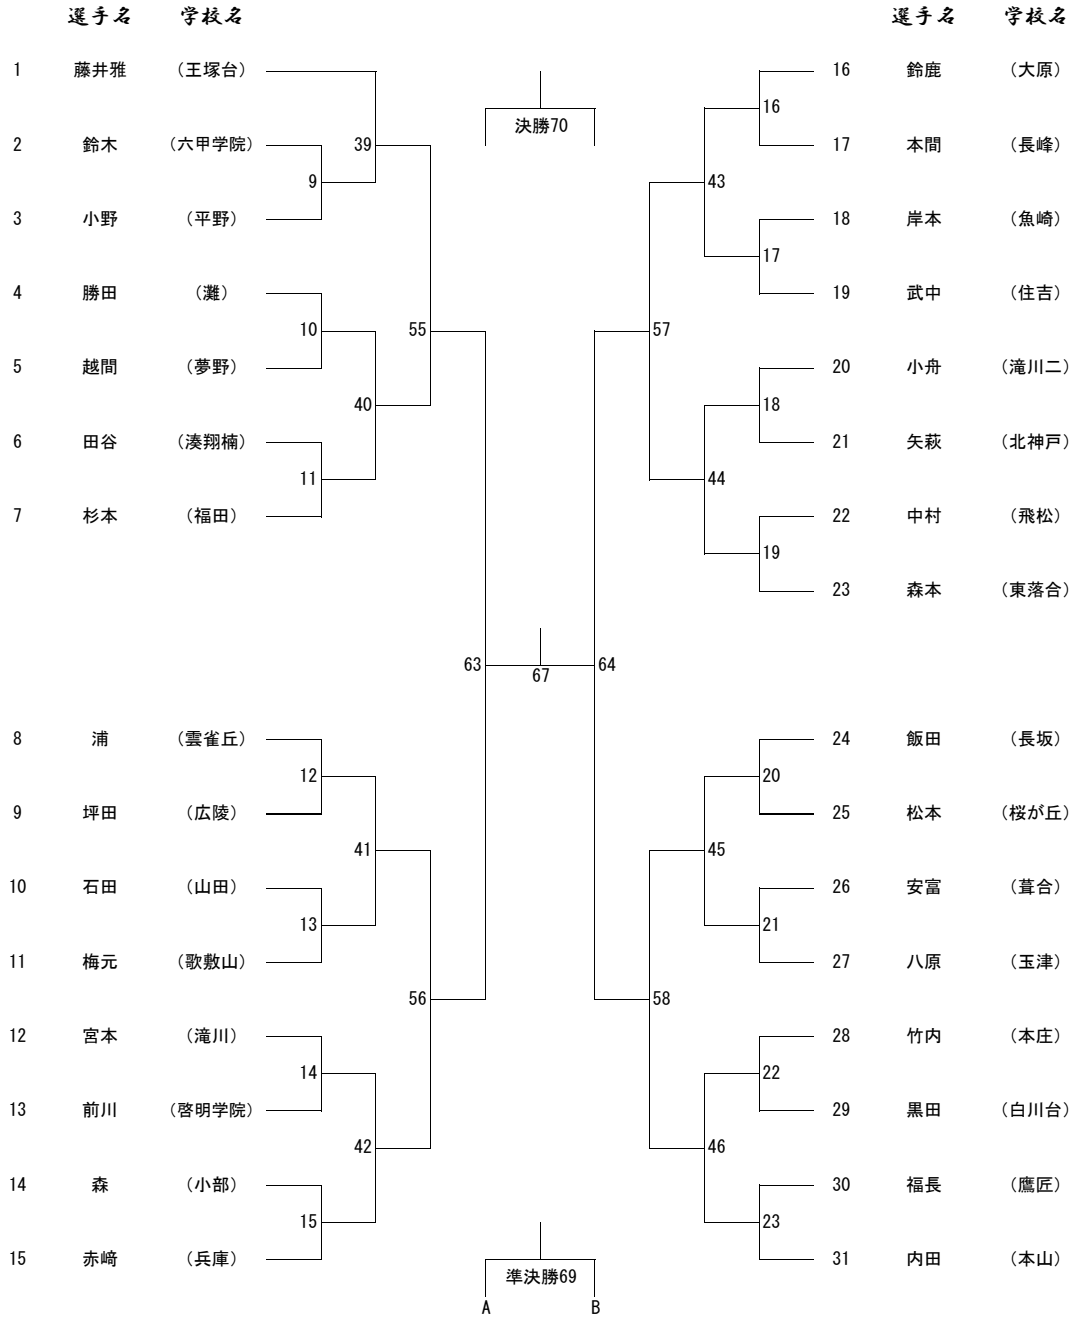 選手名 学校名 選手名 学校名
1 藤井雅 （王塚台） 16 鈴鹿 （大原）
16
決勝70
2 鈴木 （六甲学院） 39 17 本間 （長峰）
9 43
3 小野 （平野） 18 岸本 （魚崎）
17
4 勝田 （灘） 19 武中 （住吉）
10 55 57
5 越間 （夢野） 20 小舟 （滝川二）
40 18
6 田谷 （湊翔楠） 21 矢萩 （北神戸）
11 44
7 杉本 （福田） 22 中村 （飛松）
19
23 森本 （東落合）
63 67 64
8 浦 （雲雀丘） 24 飯田 （長坂）
12 20
9 坪田 （広陵） 25 松本 （桜が丘）
41 45
10 石田 （山田） 26 安富 （葺合）
13 21
11 梅元 （歌敷山） 27 八原 （玉津）
56 58
12 宮本 （滝川） 28 竹内 （本庄）
14 22
13 前川 （啓明学院） 29 黒田 （白川台）
42 46
14 森 （小部） 30 福長 （鷹匠）
15 23
15 赤﨑 （兵庫） 31 内田 （本山）
準決勝69
A B